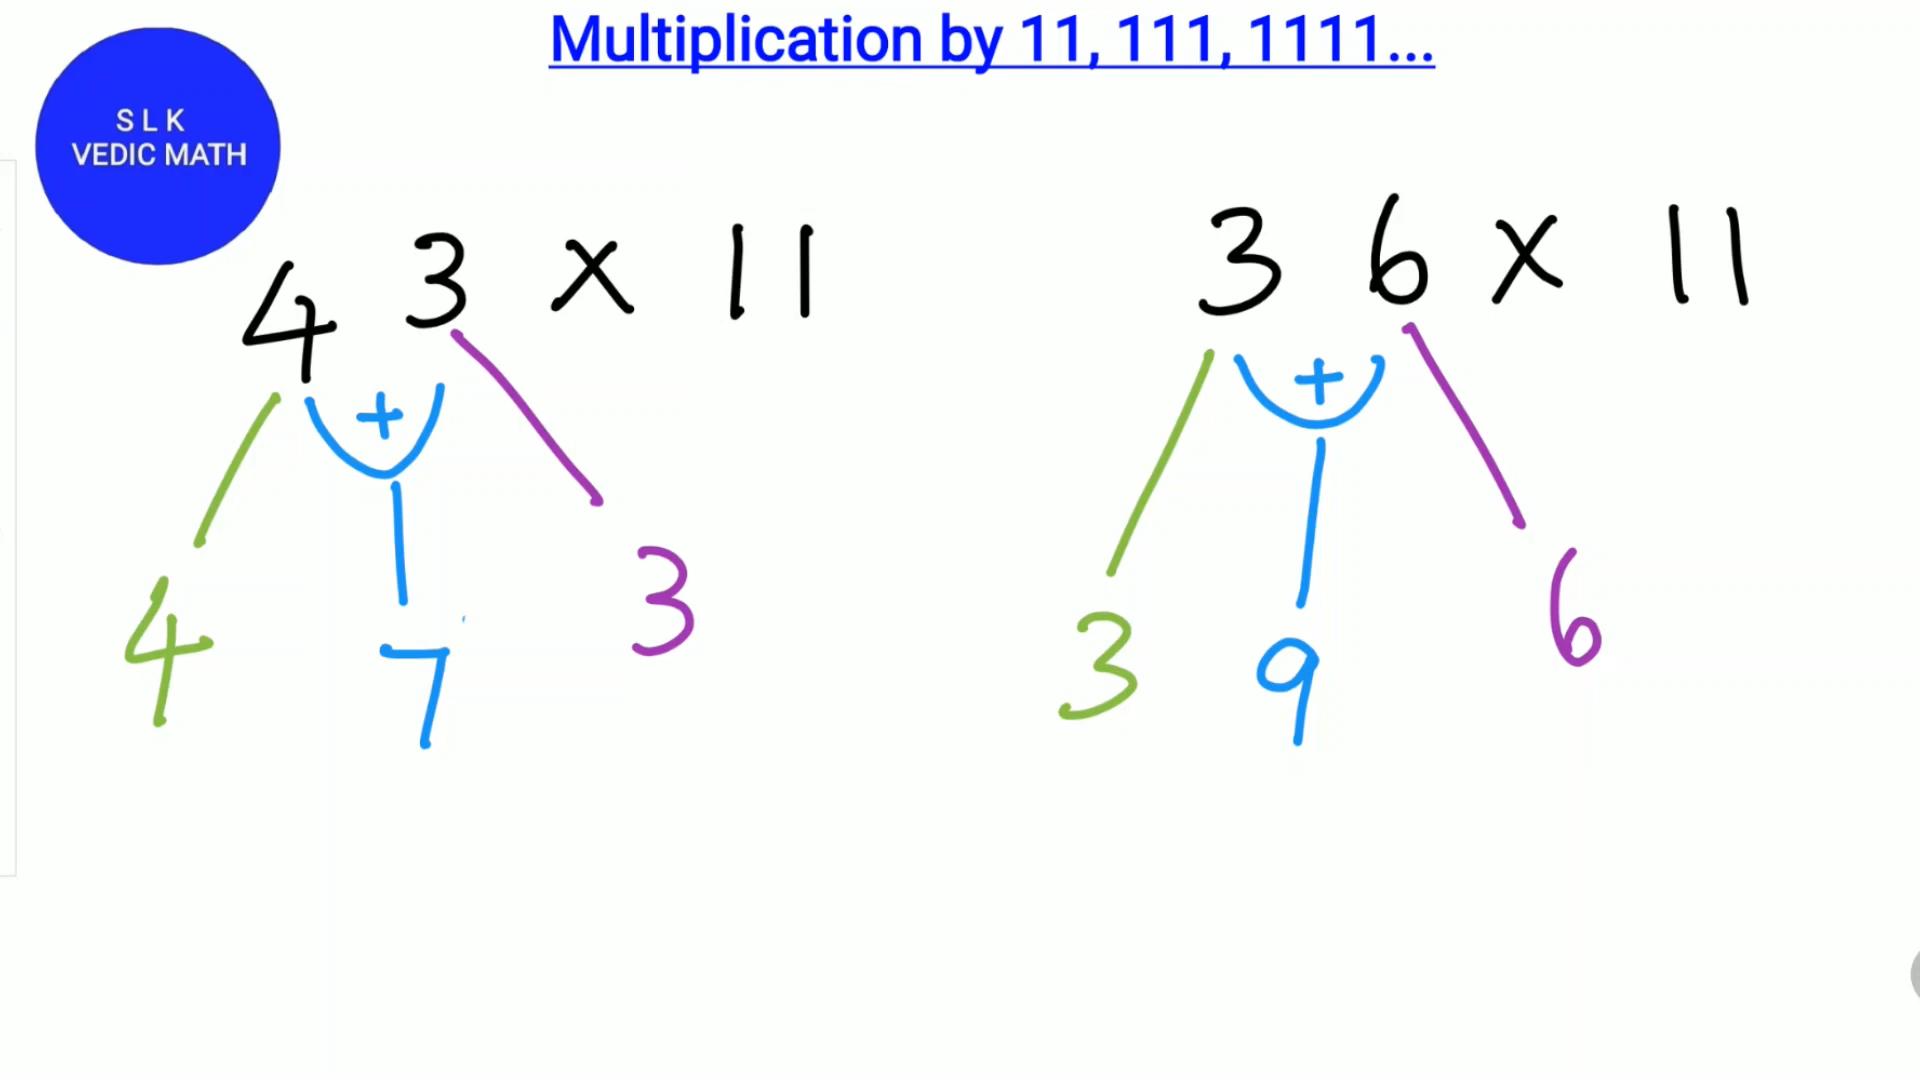 Multiplication by 11, 111, 1111...
S L K
VEDIC MATH
4 3 x 11
+
4 7 3
3 6 x 11
+
3 9 6